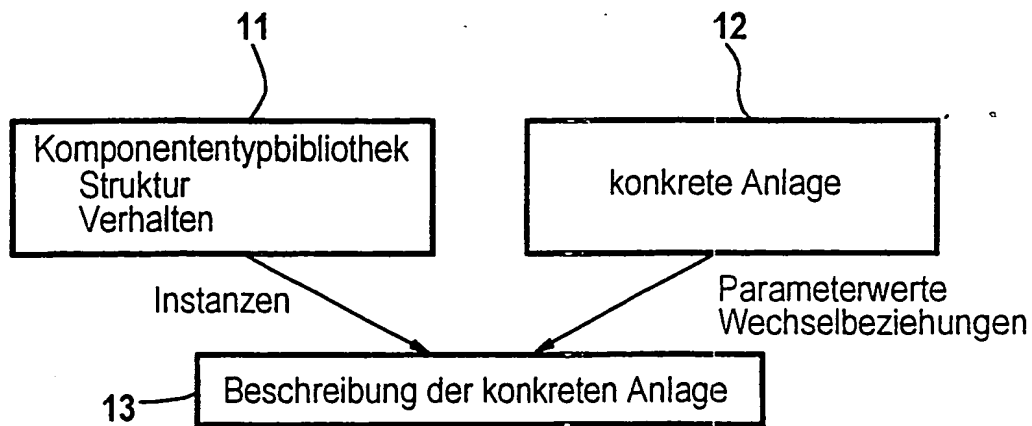 11
12
Komponententypbibliothek
Struktur
Verhalten
konkrete Anlage
Instanzen
Parameterwerte
Wechselbeziehungen
13
Beschreibung der konkreten Anlage